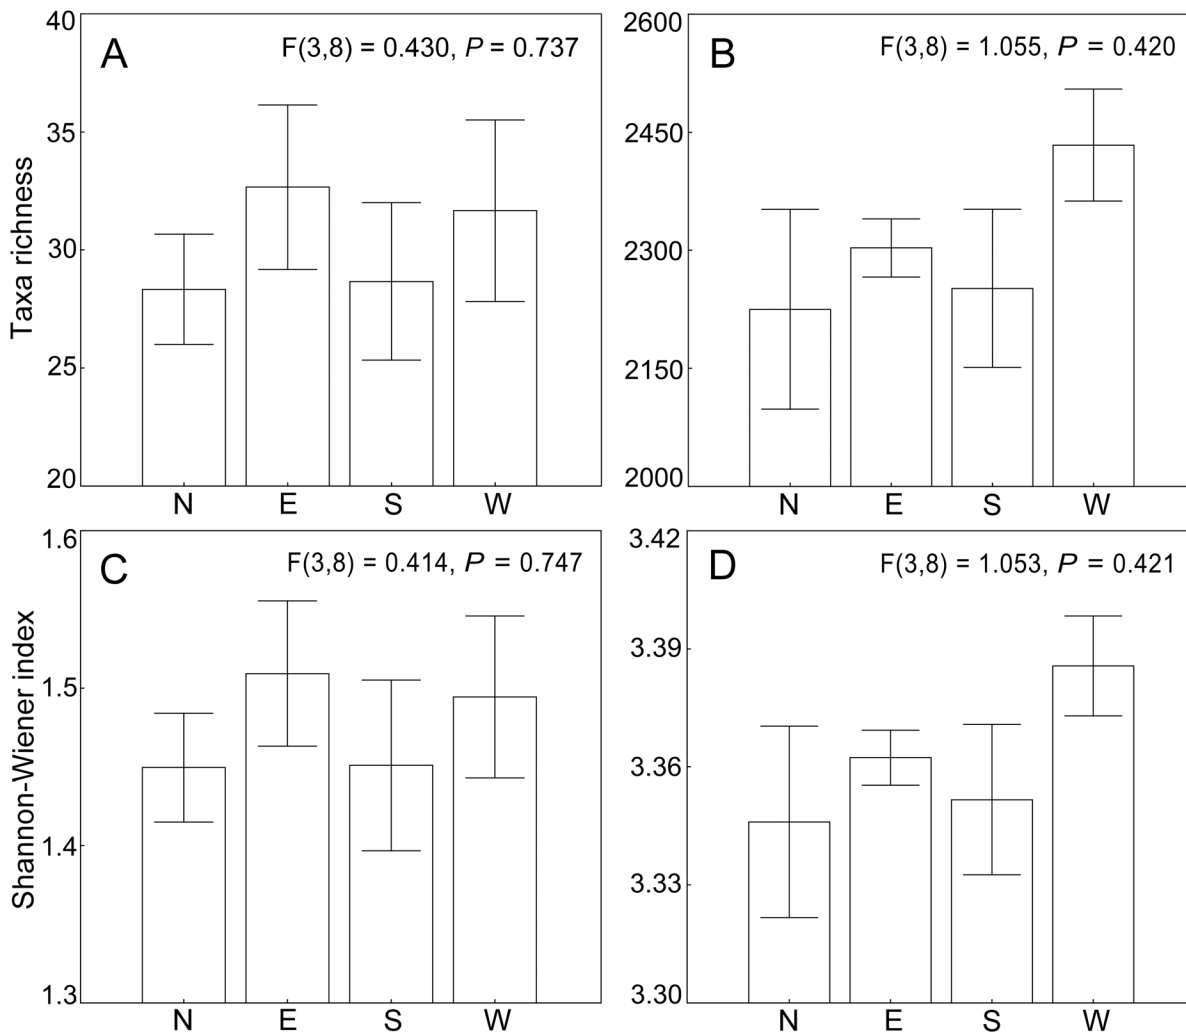 A
F(3,8) = 0.430, P = 0.737
Taxa richness
40
35
30
25
20
N E S W
B
F(3,8) = 1.055, P = 0.420
2600
2450
2300
2150
2000
N E S W
C
F(3,8) = 0.414, P = 0.747
Shannon-Wiener index
1.6
1.5
1.4
1.3
N E S W
D
F(3,8) = 1.053, P = 0.421
3.42
3.39
3.36
3.33
3.30
N E S W